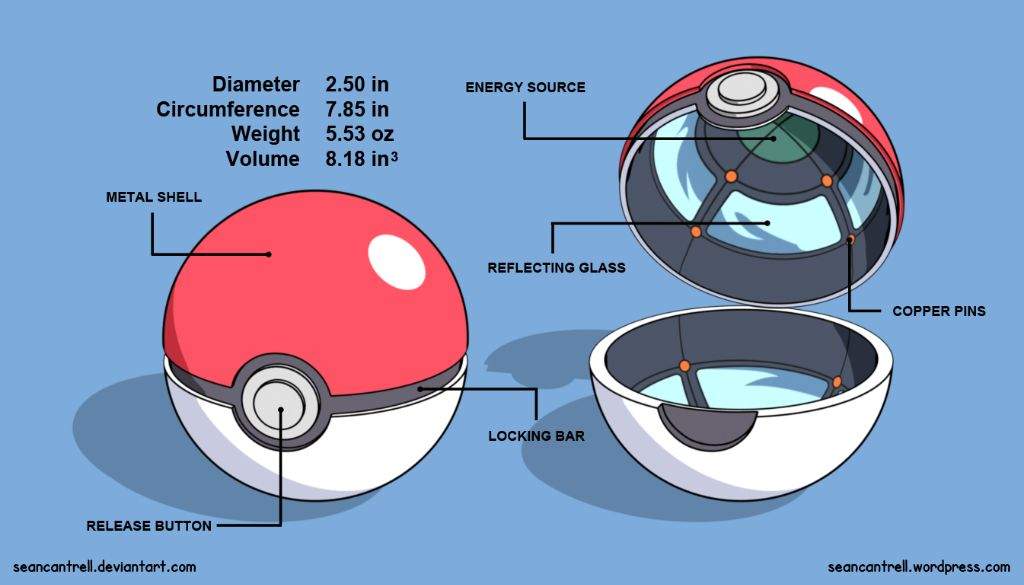 Diameter 2.50 in
Circumference 7.85 in
Weight 5.53 oz
Volume 8.18 in³
ENERGY SOURCE
METAL SHELL
REFLECTING GLASS
COPPER PINS
LOCKING BAR
RELEASE BUTTON
seancantrell.deviantart.com
seancantrell.wordpress.com